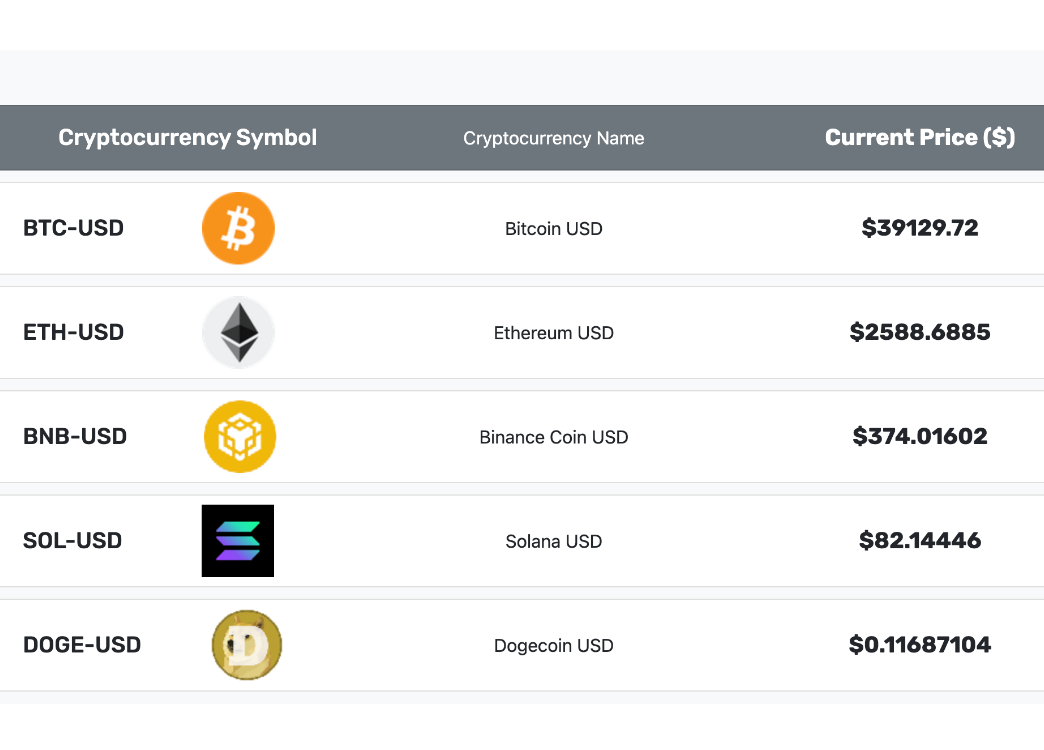 Cryptocurrency Symbol Cryptocurrency Name Current Price ($)
BTC-USD Bitcoin USD $39129.72
ETH-USD Ethereum USD $2588.6885
BNB-USD Binance Coin USD $374.01602
SOL-USD Solana USD $82.14446
DOGE-USD D Dogecoin USD $0.11687104